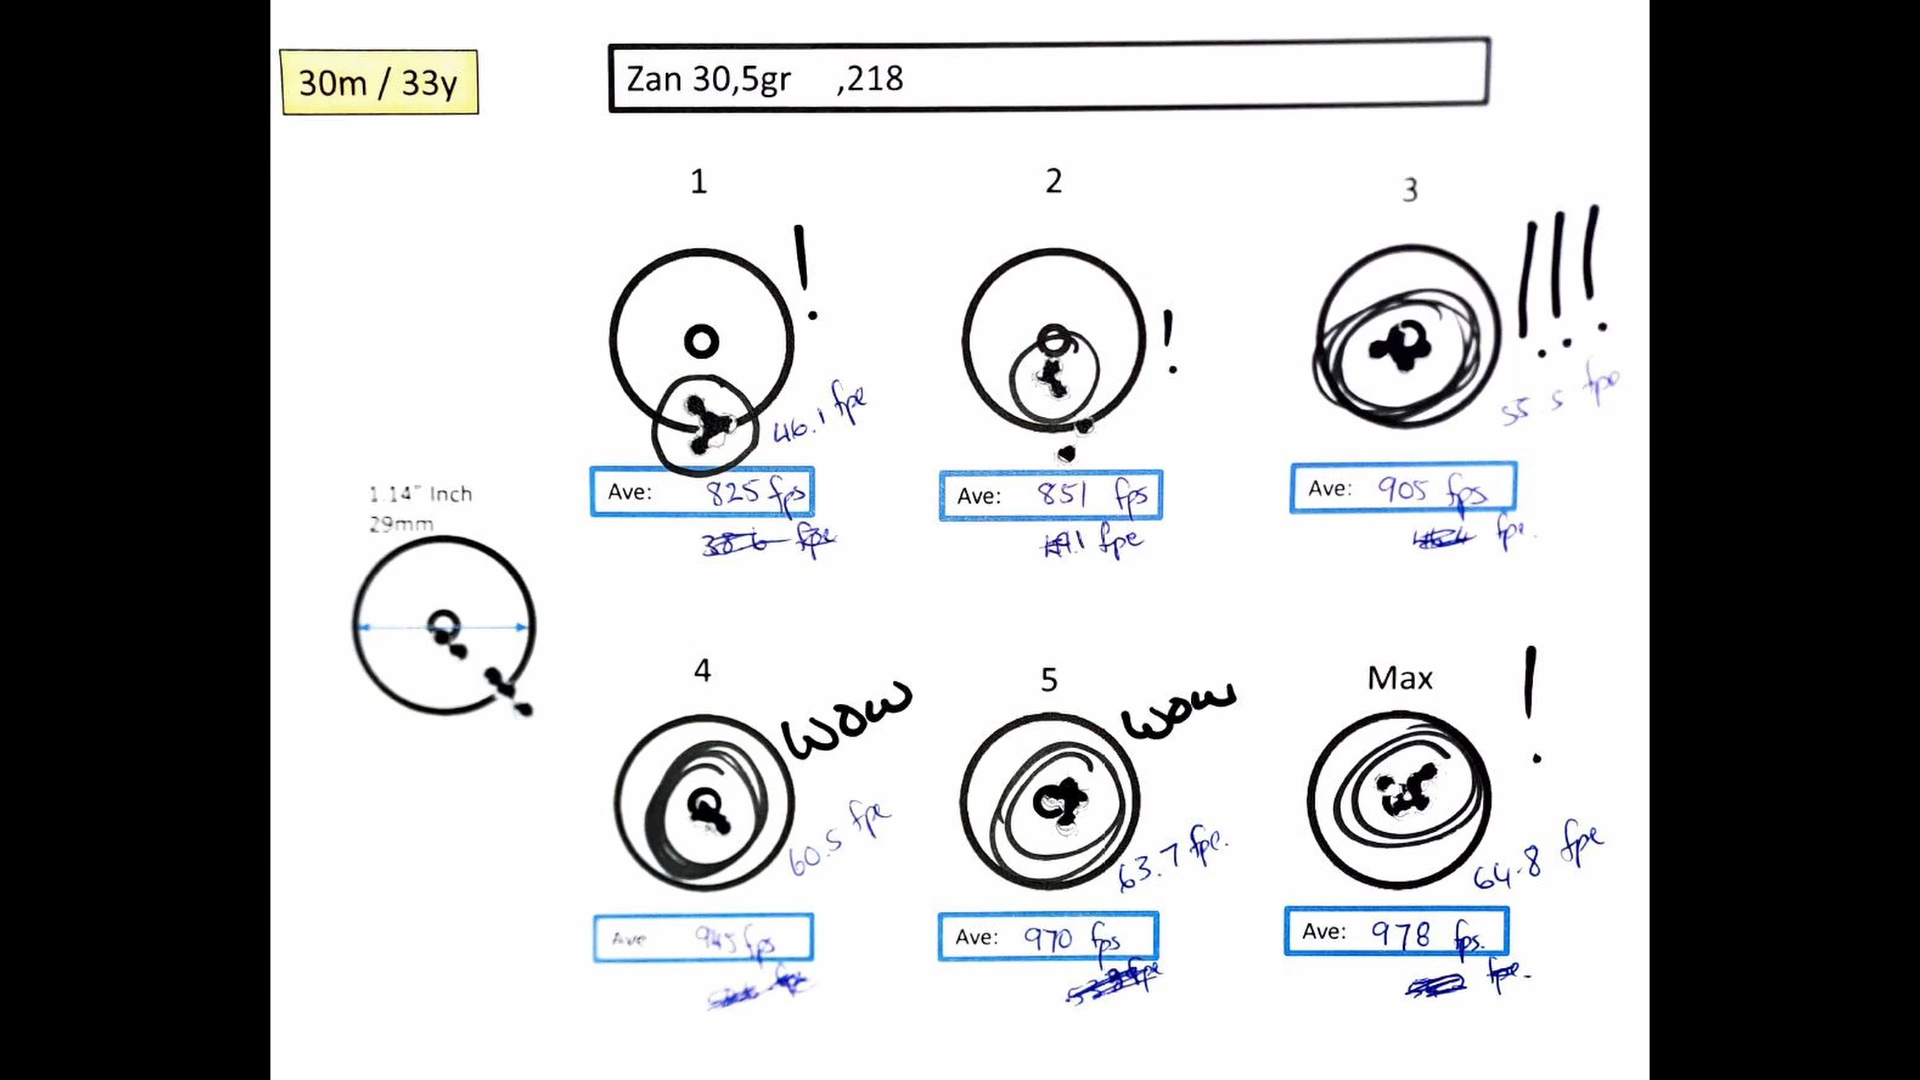 30m / 33y
Zan 30,5gr ,218
1
2
3
!
!
!!!
46.1 fpe
55.5 fpe
Ave: 825 fps
Ave: 851 fps
Ave: 905 fps
fpe
fpe
fpe.
1.14" Inch
29mm
4
5
Max
WOW
WOW
!
60.5 fpe
63.7 fpe.
64.8 fpe
Ave 945 fps
Ave: 970 fps
Ave: 978 fps.
fpe
fpe
fpe.